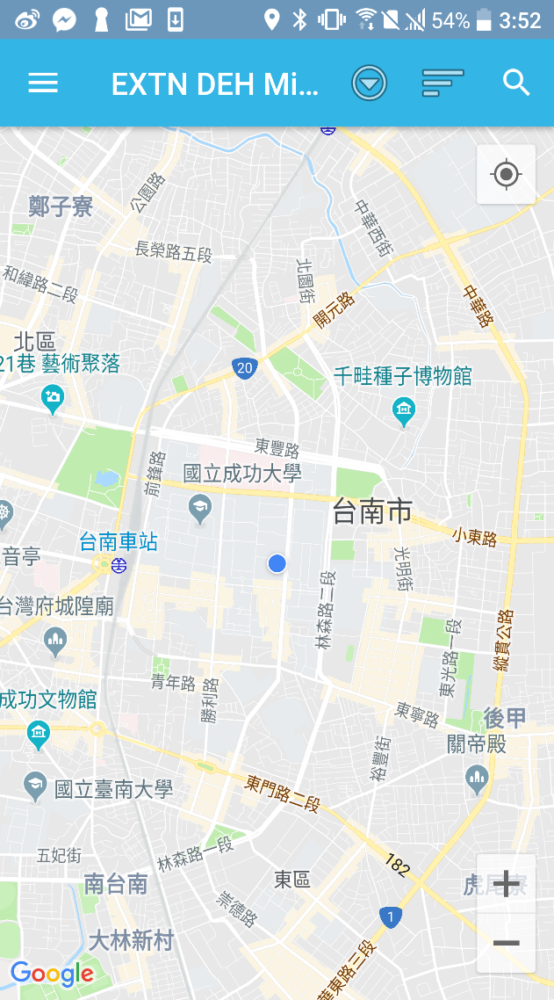 54% 3:52
EXTN DEH Mi...
鄭子寮
公園路
中華西街
長榮路五段
北園街
和緯路二段
開元路
中華路
北區
21巷 藝術聚落
20
千畦種子博物館
東豐路
前鋒路
國立成功大學
台南市
小東路
台南車站
音亭
光明街
林森路二段
台灣府城隍廟
縱貫公路
東光路一段
青年路
勝利路
成功文物館
東寧路
後甲
關帝殿
裕豐街
國立臺南大學
東門路二段
五妃街
林森路一段
182
南台南
東區
虎尾寮
崇德路
1
大林新村
華東路三段
Google